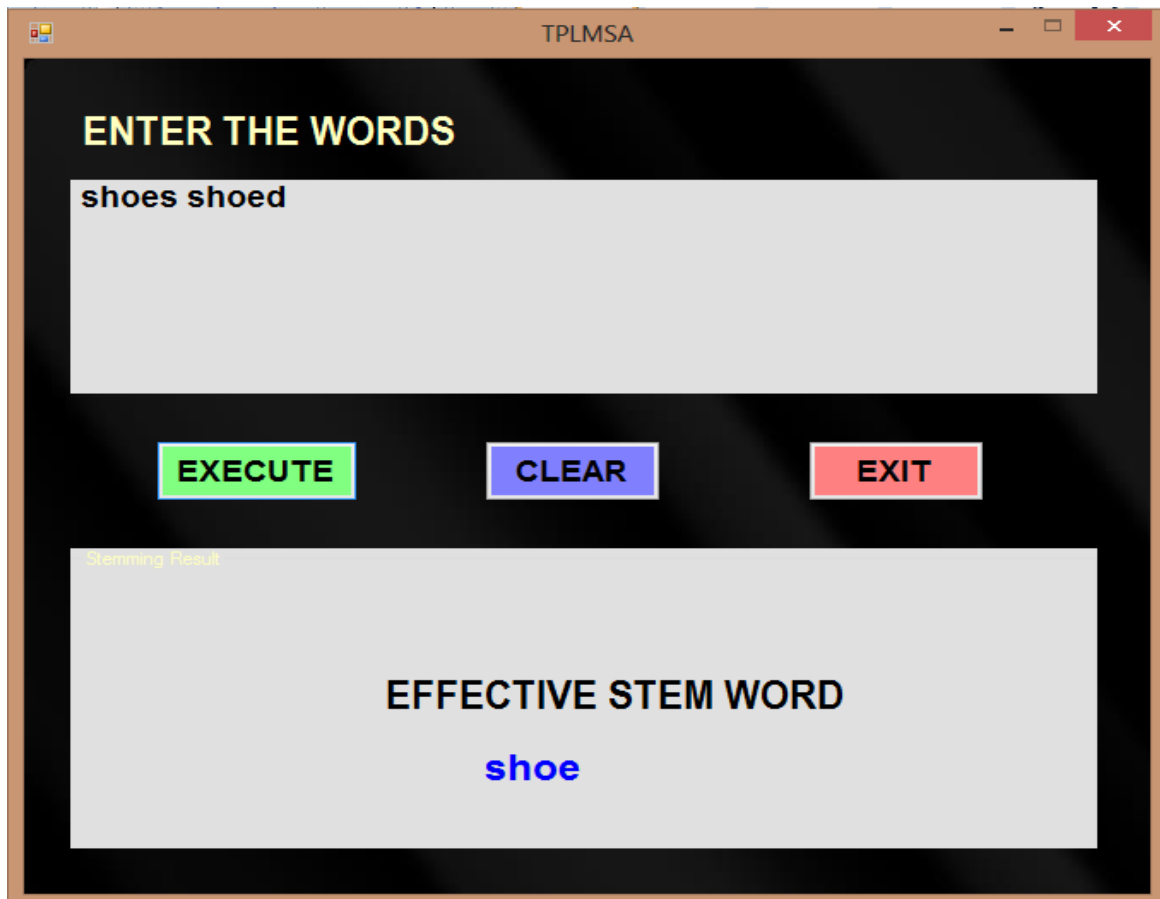 TPLMSA
ENTER THE WORDS
shoes shoed
EXECUTE CLEAR EXIT
Stemming Result
EFFECTIVE STEM WORD
shoe